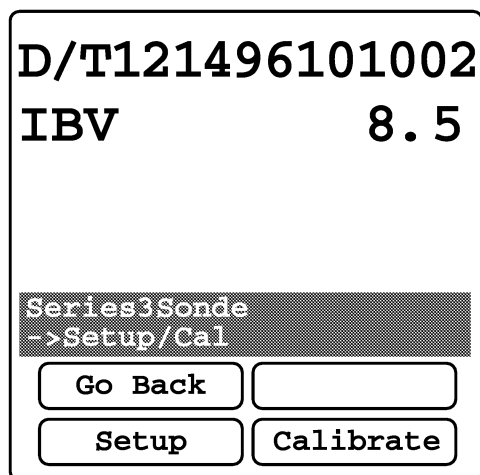 D/T121496101002
IBV 8.5
Series3Sonde
->Setup/Cal
Go Back
Setup Calibrate